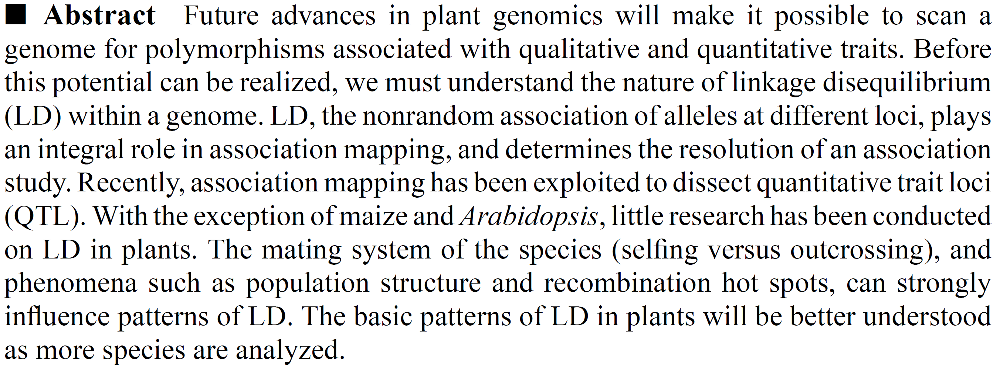 ■ Abstract Future advances in plant genomics will make it possible to scan a
genome for polymorphisms associated with qualitative and quantitative traits. Before
this potential can be realized, we must understand the nature of linkage disequilibrium
(LD) within a genome. LD, the nonrandom association of alleles at different loci, plays
an integral role in association mapping, and determines the resolution of an association
study. Recently, association mapping has been exploited to dissect quantitative trait loci
(QTL). With the exception of maize and Arabidopsis, little research has been conducted
on LD in plants. The mating system of the species (selfing versus outcrossing), and
phenomena such as population structure and recombination hot spots, can strongly
influence patterns of LD. The basic patterns of LD in plants will be better understood
as more species are analyzed.